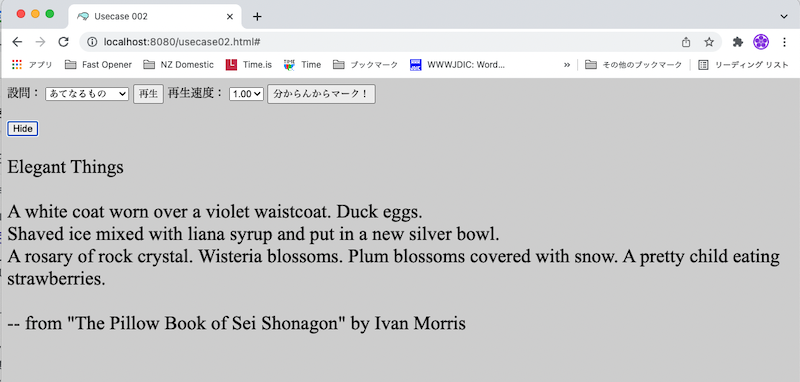 Usecase 002
localhost:8080/usecase02.html#
アプリ Fast Opener NZ Domestic Time.is Time ブックマーク WWWJDIC: Word... » その他のブックマーク リーディング リスト
設問： あてなるもの 再生 再生速度： 1.00 分からんからマーク！
Hide
Elegant Things
A white coat worn over a violet waistcoat. Duck eggs.
Shaved ice mixed with liana syrup and put in a new silver bowl.
A rosary of rock crystal. Wisteria blossoms. Plum blossoms covered with snow. A pretty child eating
strawberries.
-- from "The Pillow Book of Sei Shonagon" by Ivan Morris